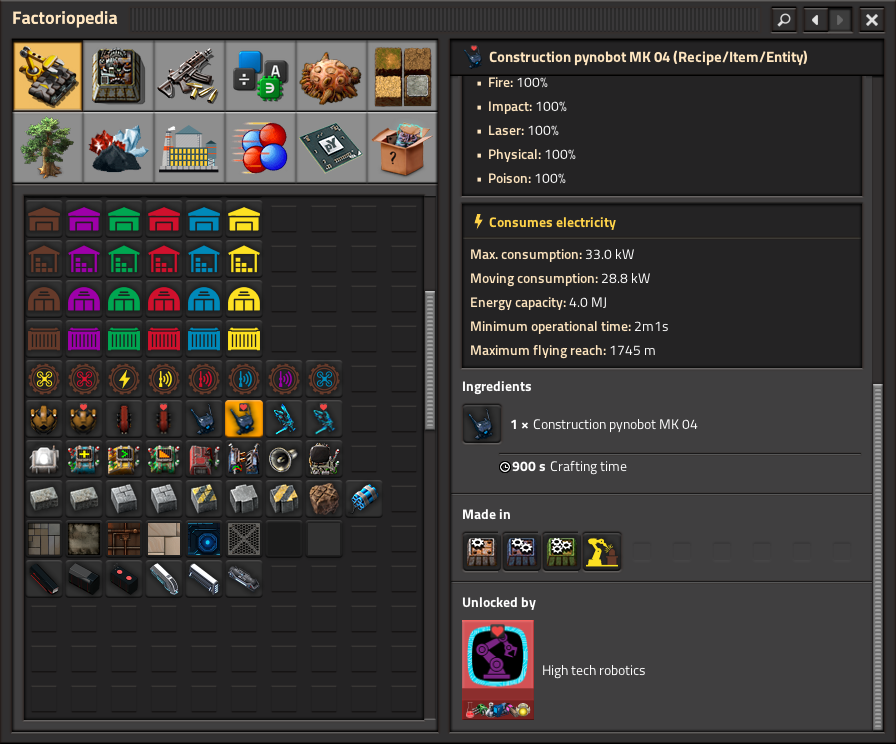 Factoriopedia
Construction pynobot MK 04 (Recipe/Item/Entity)
Fire: 100%
Impact: 100%
Laser: 100%
Physical: 100%
Poison: 100%
Consumes electricity
Max. consumption: 33.0 kW
Moving consumption: 28.8 kW
Energy capacity: 4.0 MJ
Minimum operational time: 2m1s
Maximum flying reach: 1745 m
Ingredients
1 × Construction pynobot MK 04
900 s Crafting time
Made in
Unlocked by
High tech robotics